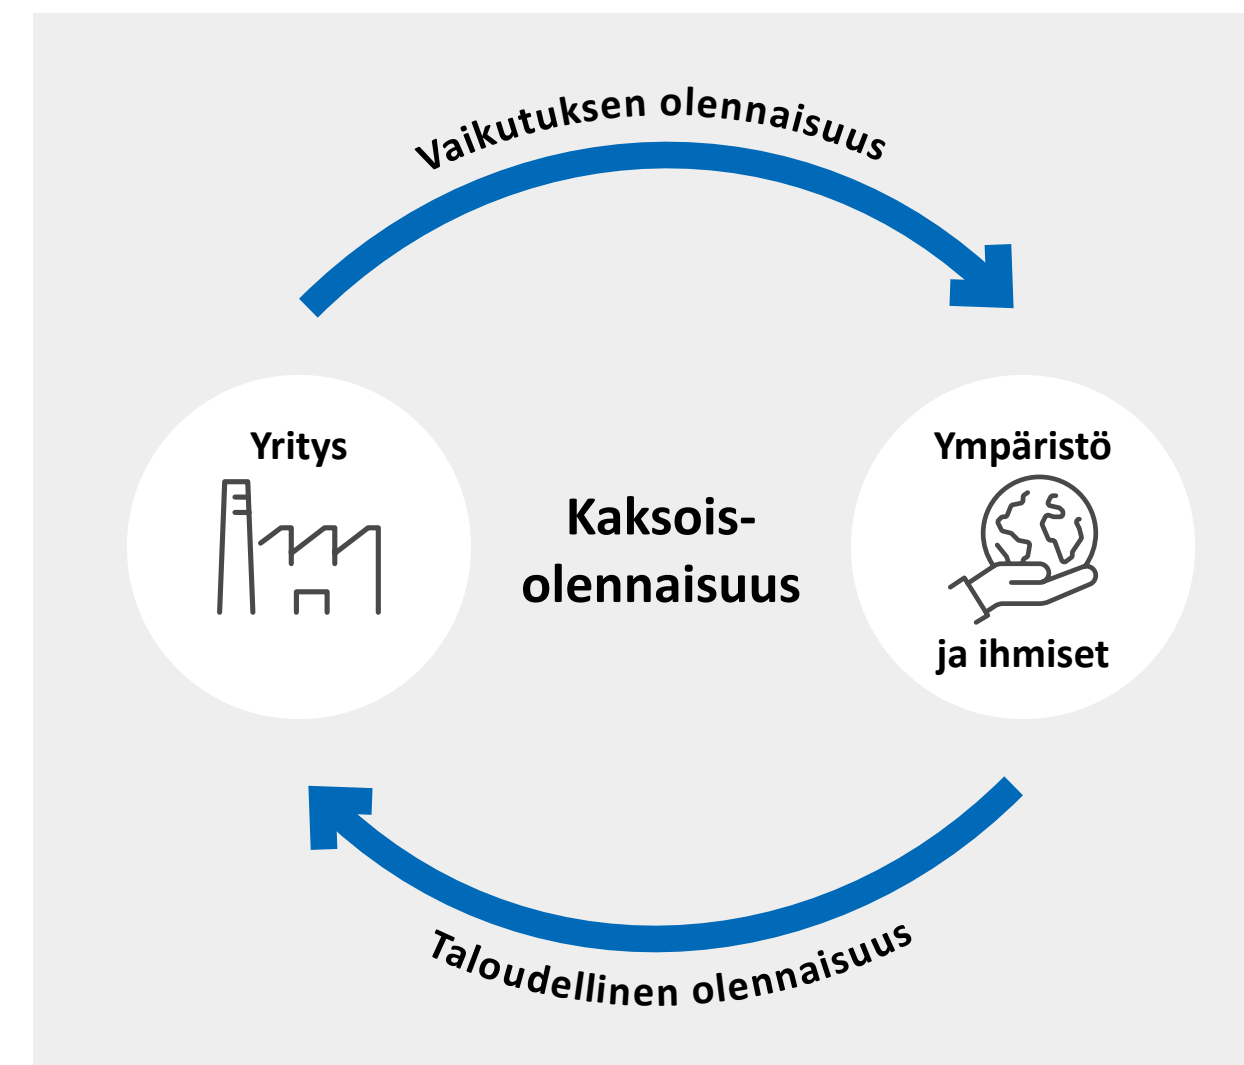 Vaikutuksen olennaisuus
Yritys
Kaksois-
olennaisuus
Ympäristö
ja ihmiset
Taloudellinen olennaisuus